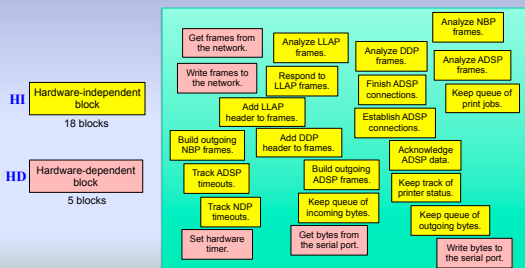 HI
Hardware-independent
block
18 blocks
HD
Hardware-dependent
block
5 blocks
Get frames from
the network.
Write frames to
the network.
Analyze LLAP
frames.
Respond to
LLAP frames.
Add LLAP
header to frames.
Build outgoing
NBP frames.
Add DDP
header to frames.
Track ADSP
timeouts.
Track NDP
timeouts.
Set hardware
timer.
Analyze DDP
frames.
Finish ADSP
connections.
Establish ADSP
connections.
Build outgoing
ADSP frames.
Keep queue of
incoming bytes.
Get bytes from
the serial port.
Analyze NBP
frames.
Analyze ADSP
frames.
Keep queue of
print jobs.
Acknowledge
ADSP data.
Keep track of
printer status.
Keep queue of
outgoing bytes.
Write bytes to
the serial port.